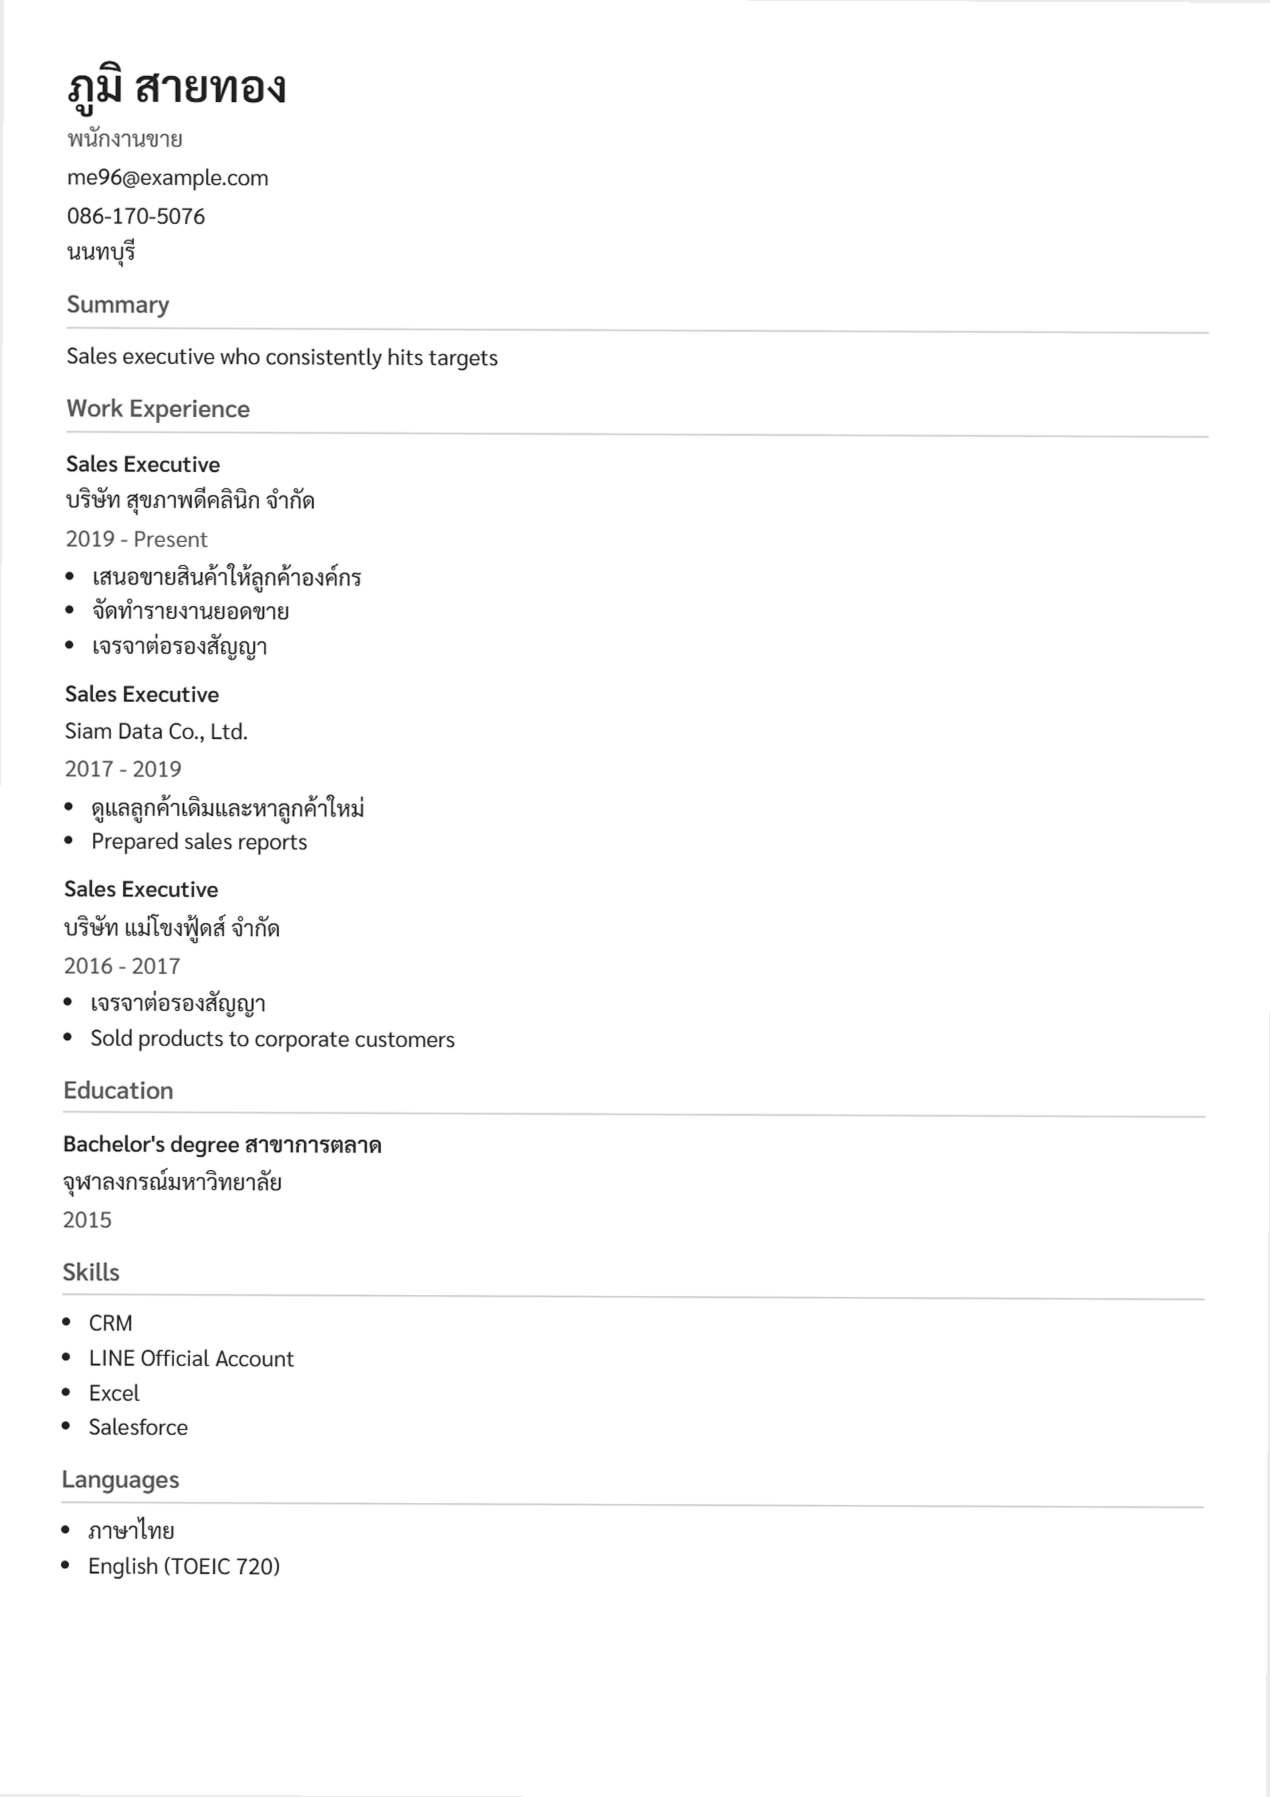 ภูมิ สายทอง
พนักงานขาย
me96@example.com
086-170-5076
นนทบุรี
Summary
Sales executive who consistently hits targets
Work Experience
Sales Executive
บริษัท สุขภาพดีคลินิก จำกัด
2019 - Present
• เสนอขายสินค้าให้ลูกค้าองค์กร
• จัดทำรายงานยอดขาย
• เจรจาต่อรองสัญญา
Sales Executive
Siam Data Co., Ltd.
2017 - 2019
• ดูแลลูกค้าเดิมและหาลูกค้าใหม่
• Prepared sales reports
Sales Executive
บริษัท แม่โขงฟู้ดส์ จำกัด
2016 - 2017
• เจรจาต่อรองสัญญา
• Sold products to corporate customers
Education
Bachelor's degree สาขาการตลาด
จุฬาลงกรณ์มหาวิทยาลัย
2015
Skills
• CRM
• LINE Official Account
• Excel
• Salesforce
Languages
• ภาษาไทย
• English (TOEIC 720)